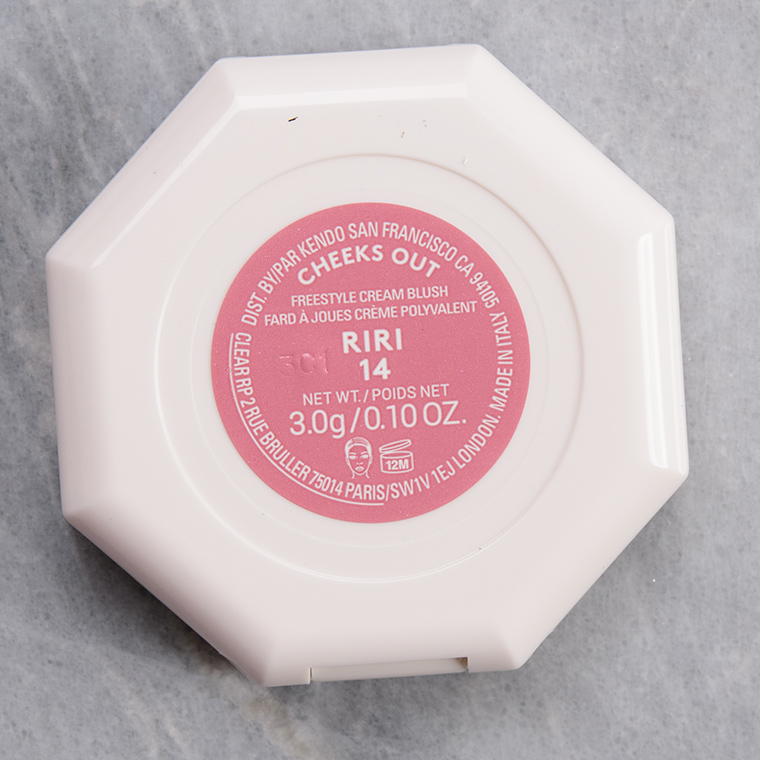 DIST. BY/PAR KENDO SAN FRANCISCO CA 94105
CHEEKS OUT
FREESTYLE CREAM BLUSH
FARD À JOUES CRÈME POLYVALENT
RIRI
3C1
14
NET WT. / POIDS NET
3.0g/0.10 OZ.
12M
CLEAR RP 2 RUE BRULLER 75014 PARIS/SW1V 1EJ LONDON. MADE IN ITALY